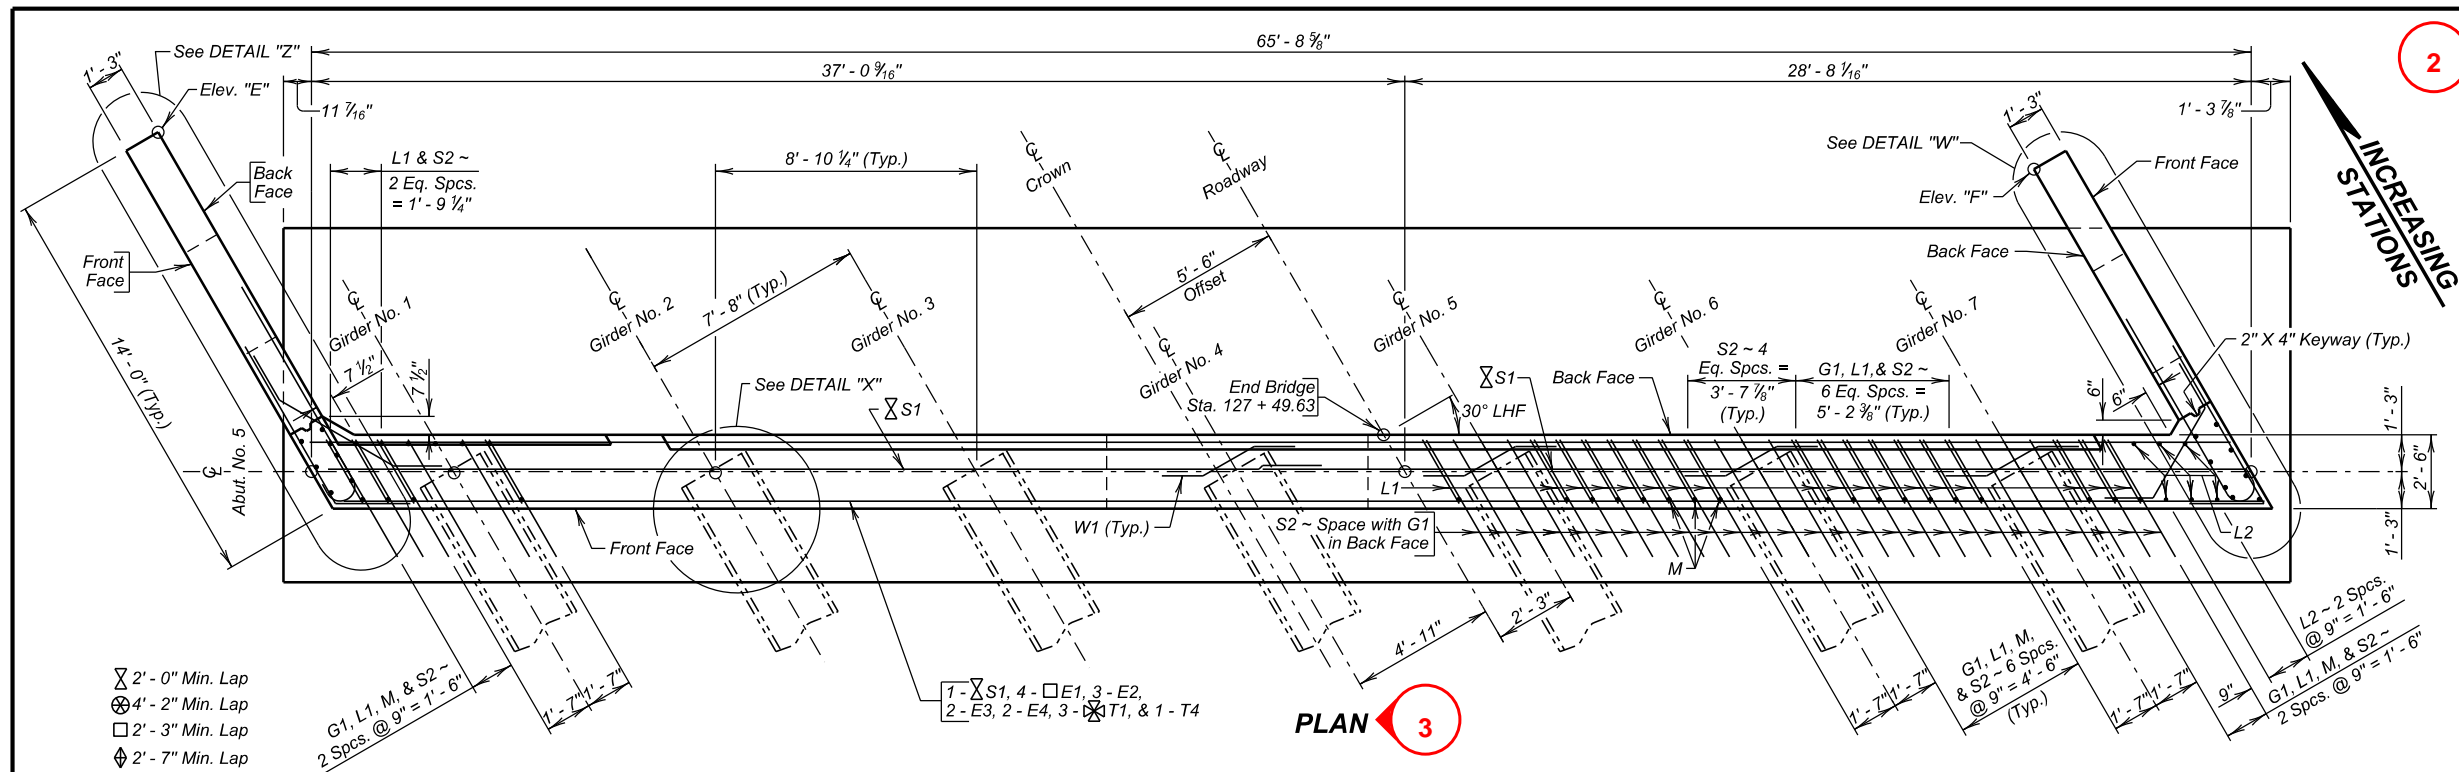 65' - 8 5/8"
37' - 0 9/16"
28' - 8 1/16"
2
See DETAIL "Z"
1' - 3"
Elev. "E"
11 7/16"
1' - 3 7/8"
1' - 3"
See DETAIL "W"
Front Face
Elev. "F"
INCREASING
STATIONS
L1 & S2 ~
2 Eq. Spcs.
= 1' - 9 1/4"
8' - 10 1/4" (Typ.)
℄
Crown
℄
Roadway
Back
Face
Back Face
Front
Face
5' - 6"
Offset
7' - 8" (Typ.)
℄
Girder No. 1
℄
Girder No. 2
℄
Girder No. 3
℄
Girder No. 4
℄
Girder No. 5
℄
Girder No. 6
℄
Girder No. 7
14' - 0" (Typ.)
7 1/2"
7 1/2"
See DETAIL "X"
S1
End Bridge
Sta. 127 + 49.63
S1
Back Face
30° LHF
S2 ~ 4
Eq. Spcs. =
3' - 7 7/8"
(Typ.)
G1, L1,& S2 ~
6 Eq. Spcs. =
5' - 2 3/8" (Typ.)
2" X 4" Keyway (Typ.)
6"
6"
1' - 3"
2' - 6"
1' - 3"
℄
Abut. No. 5
Front Face
W1 (Typ.)
L1
S2 ~ Space with G1
in Back Face
M
L2
2' - 3"
4' - 11"
2' - 0" Min. Lap
4' - 2" Min. Lap
2' - 3" Min. Lap
2' - 7" Min. Lap
G1, L1, M, & S2 ~
2 Spcs. @ 9" = 1' - 6"
1' - 7"
1' - 7"
1 - S1, 4 - E1, 3 - E2,
2 - E3, 2 - E4, 3 - T1, & 1 - T4
PLAN
3
1' - 7"
1' - 7"
G1, L1, M,
& S2 ~ 6 Spcs.
@ 9" = 4' - 6"
(Typ.)
1' - 7"
1' - 7"
9"
L2 ~ 2 Spcs.
@ 9" = 1' - 6"
G1, L1, M, & S2 ~
2 Spcs. @ 9" = 1' - 6"